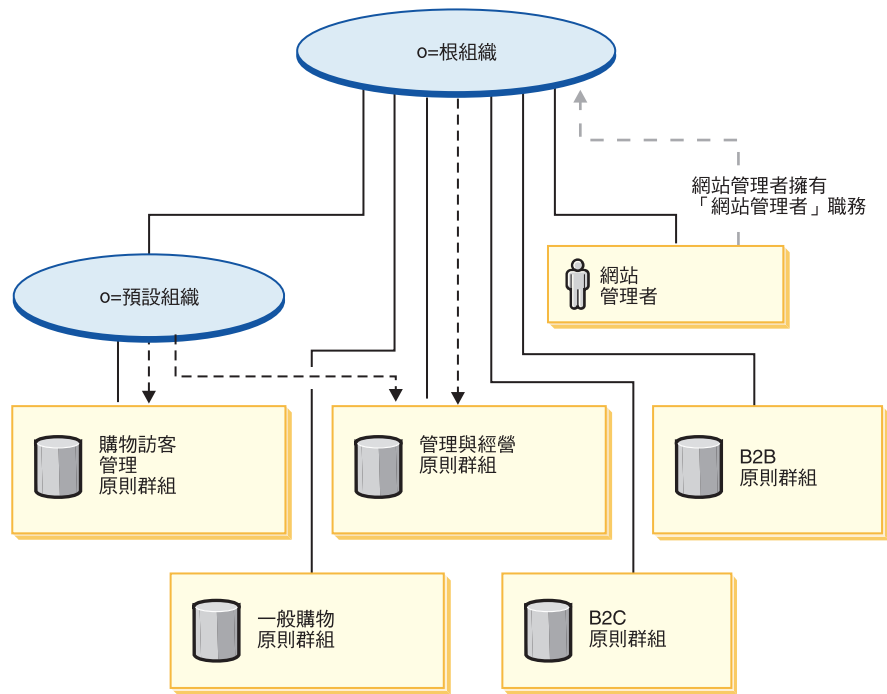 o=根組織
網站管理者擁有
「網站管理者」職務
網站
管理者
o=預設組織
購物訪客
管理
原則群組
管理與經營
原則群組
B2B
原則群組
一般購物
原則群組
B2C
原則群組